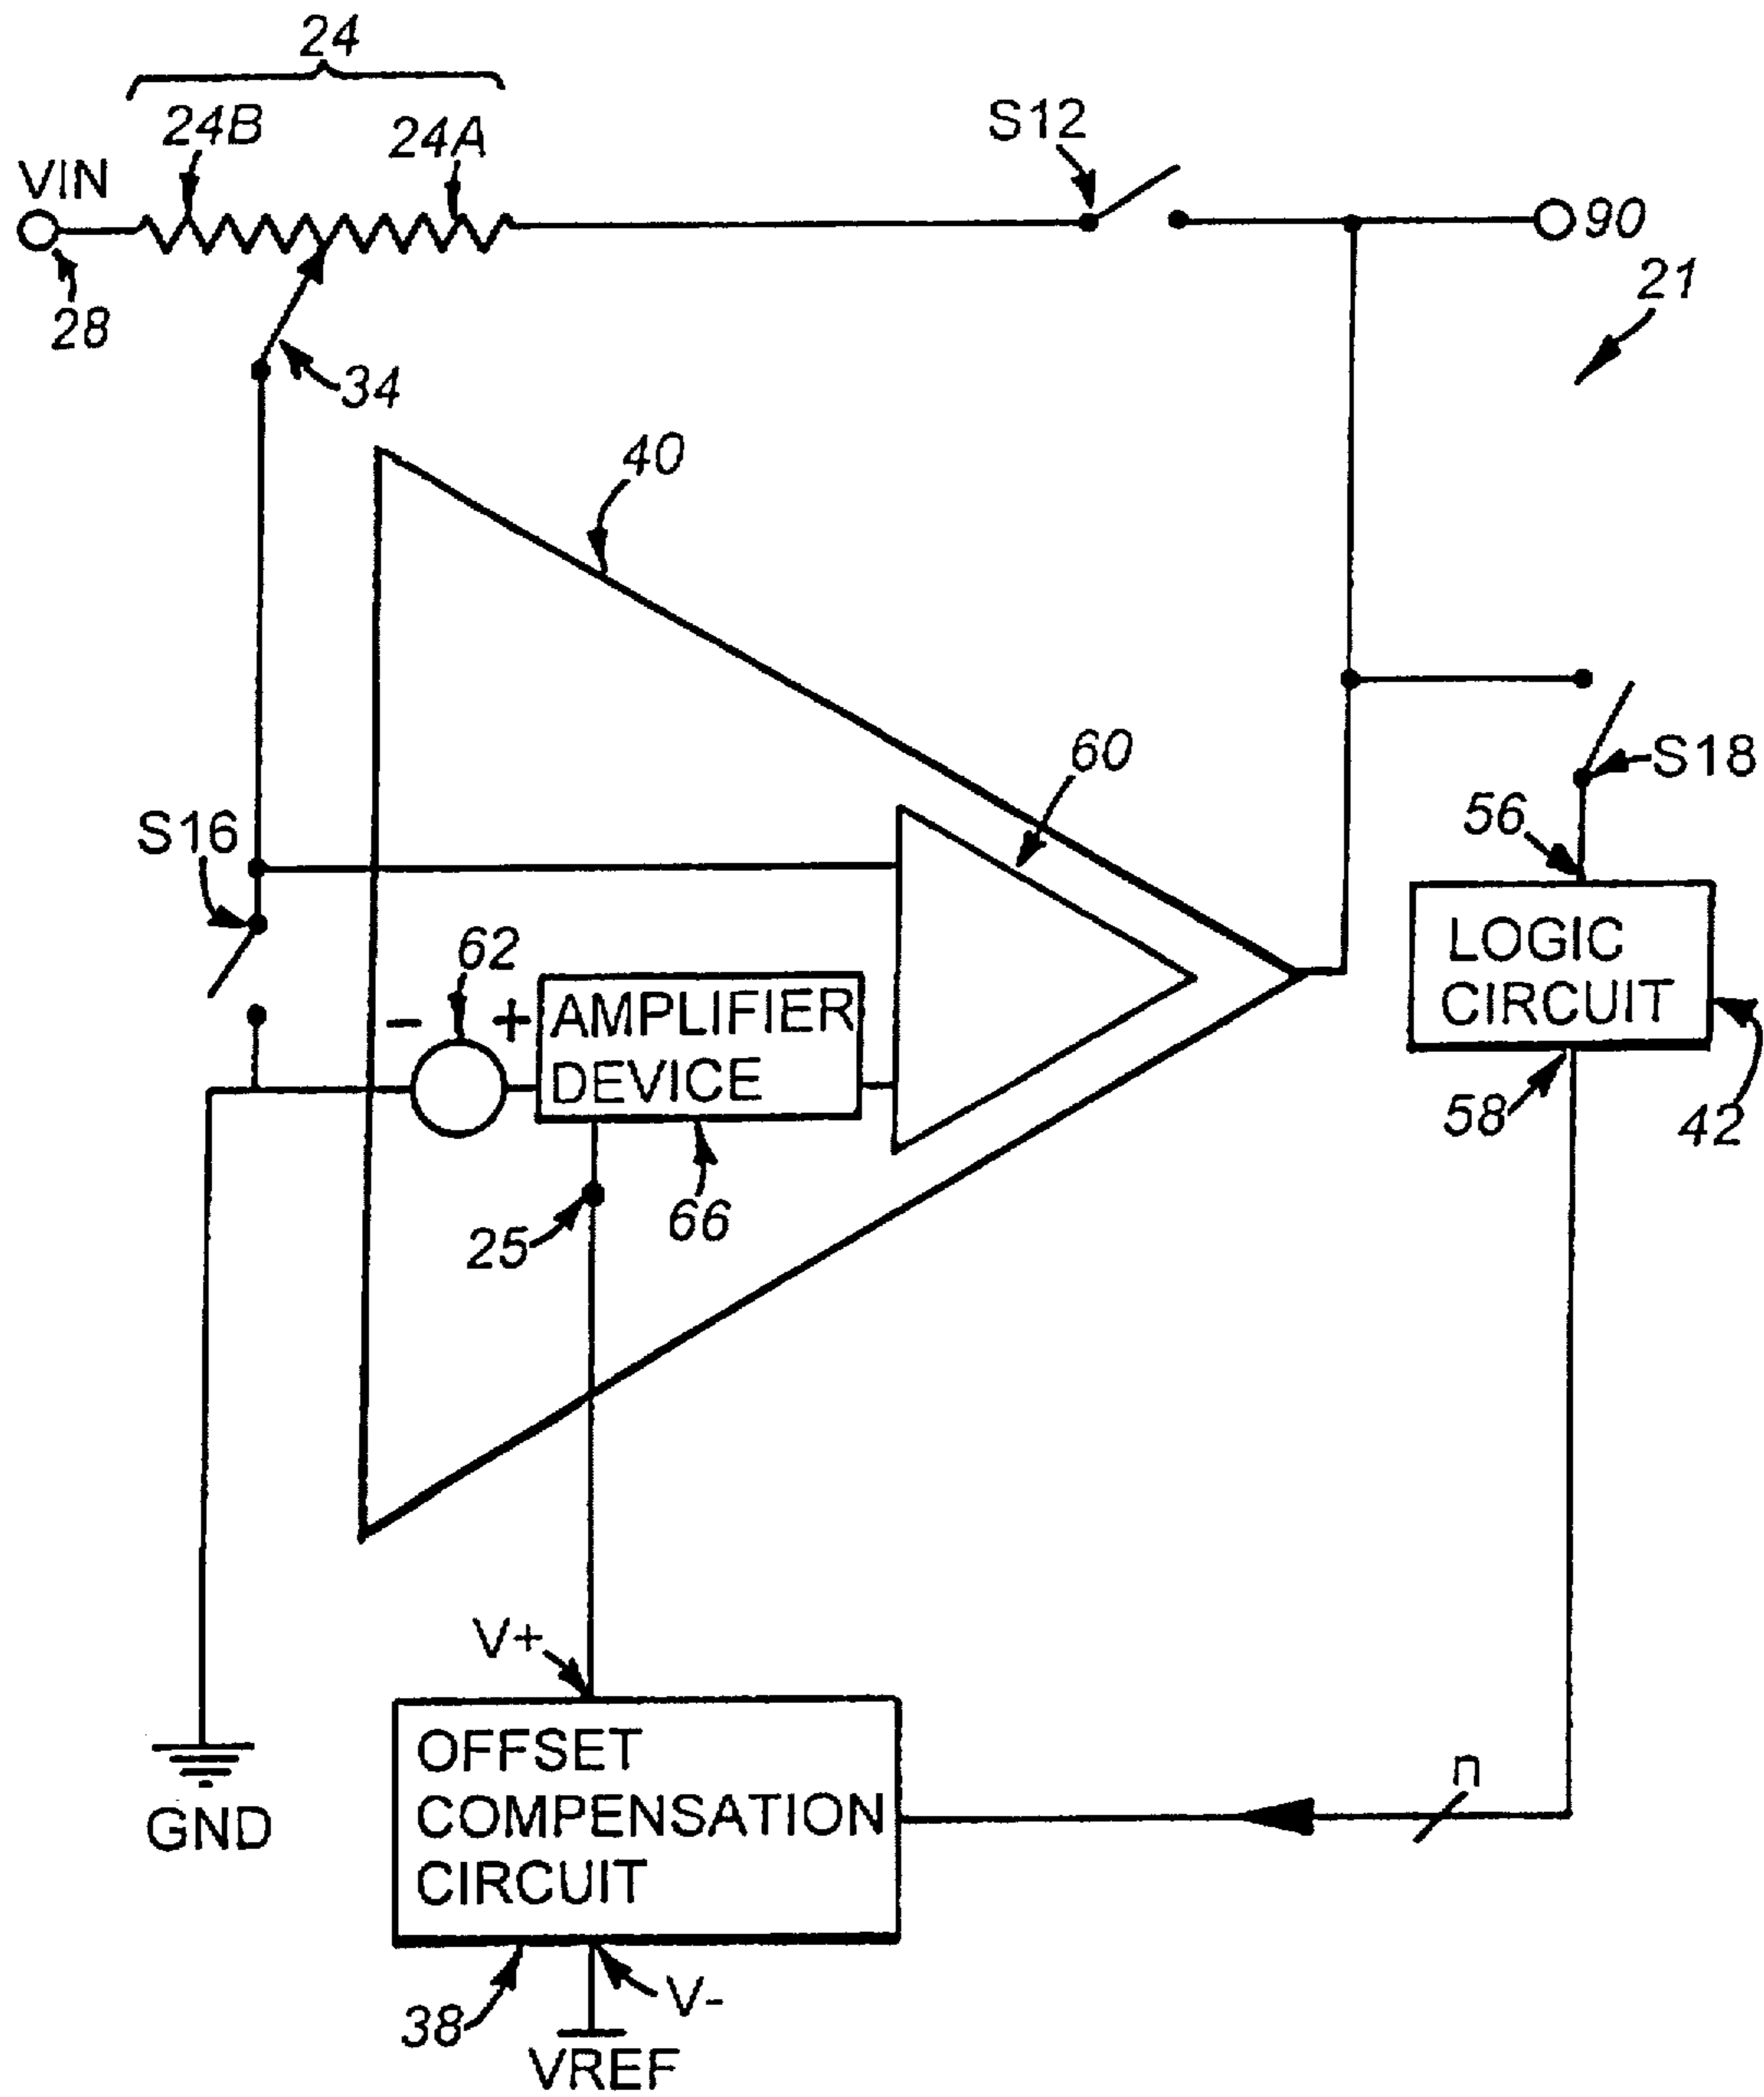 24
24B
24A
S12
VIN
90
28
21
34
40
60
S18
S16
56
62
LOGIC
CIRCUIT
- +
AMPLIFIER
DEVICE
58
42
25
66
V+
OFFSET
COMPENSATION
CIRCUIT
n
GND
38
V-
VREF